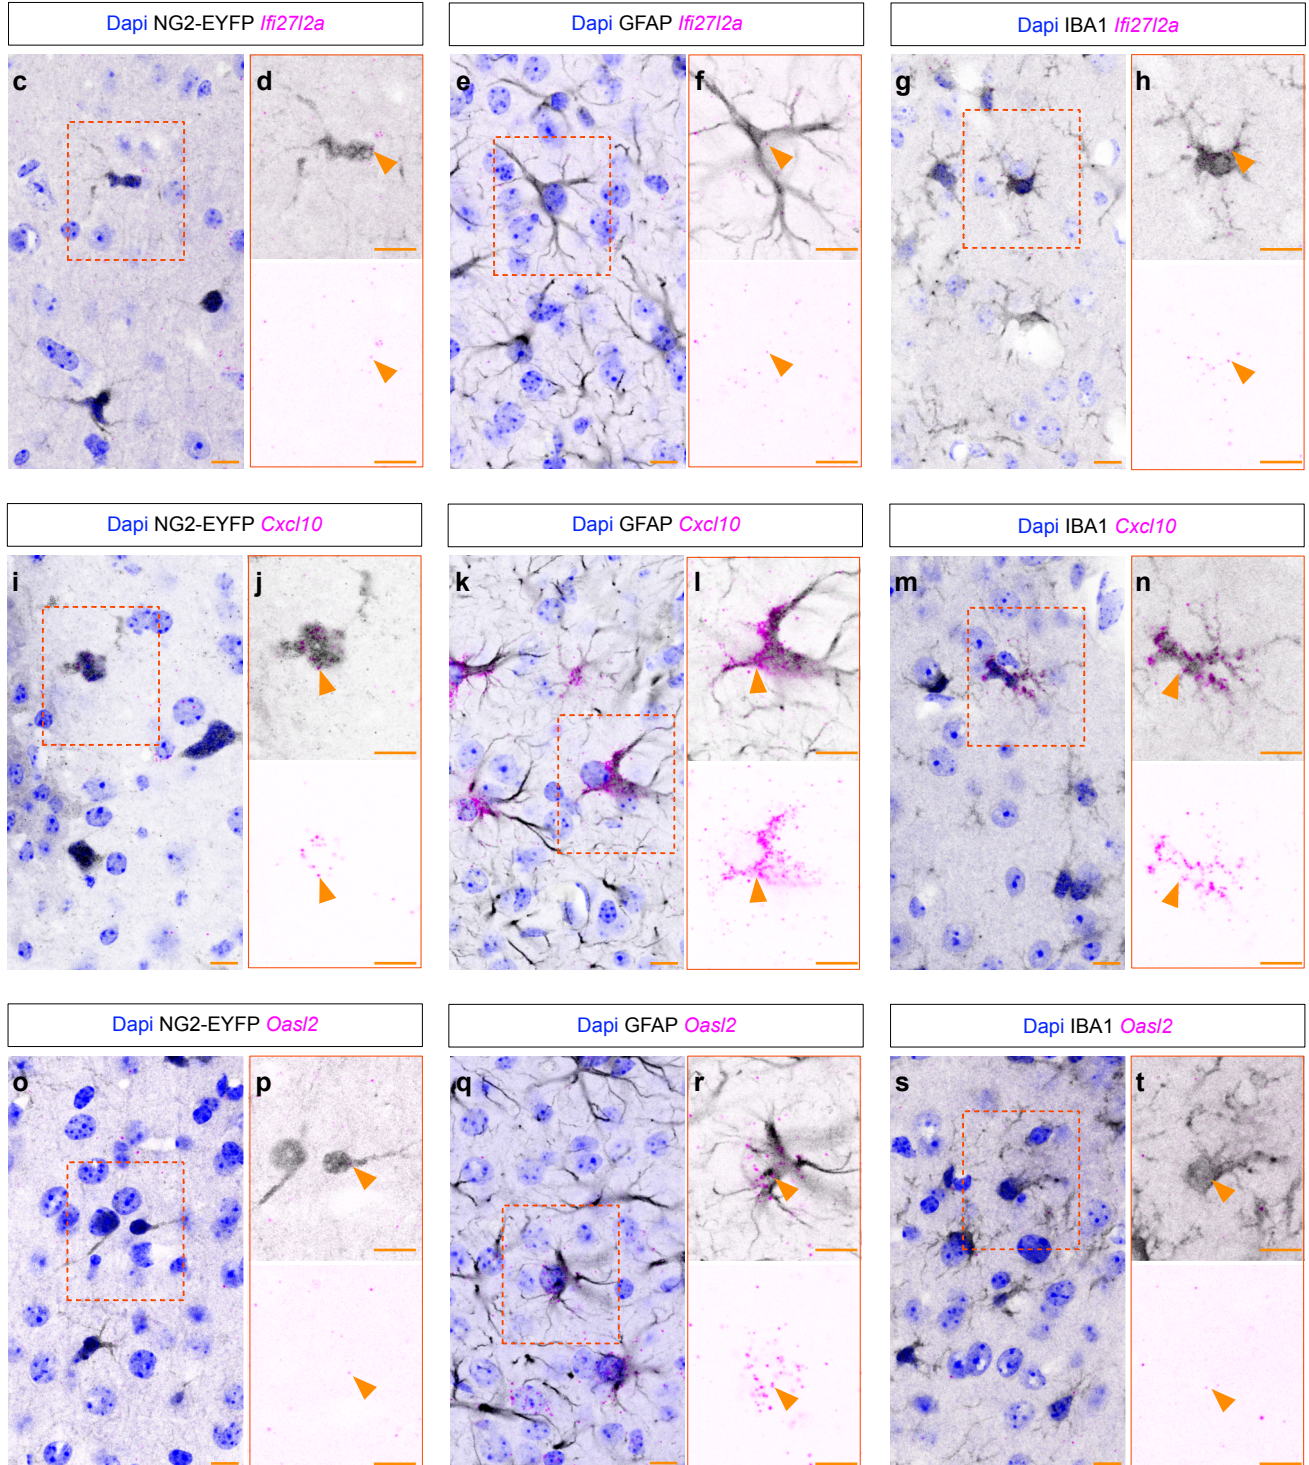 Dapi NG2-EYFP Ifi27l2a
Dapi GFAP Ifi27l2a
Dapi IBA1 Ifi27l2a
c
d
e
f
g
h
Dapi NG2-EYFP Cxcl10
Dapi GFAP Cxcl10
Dapi IBA1 Cxcl10
i
j
k
l
m
n
Dapi NG2-EYFP Oasl2
Dapi GFAP Oasl2
Dapi IBA1 Oasl2
o
p
q
r
s
t